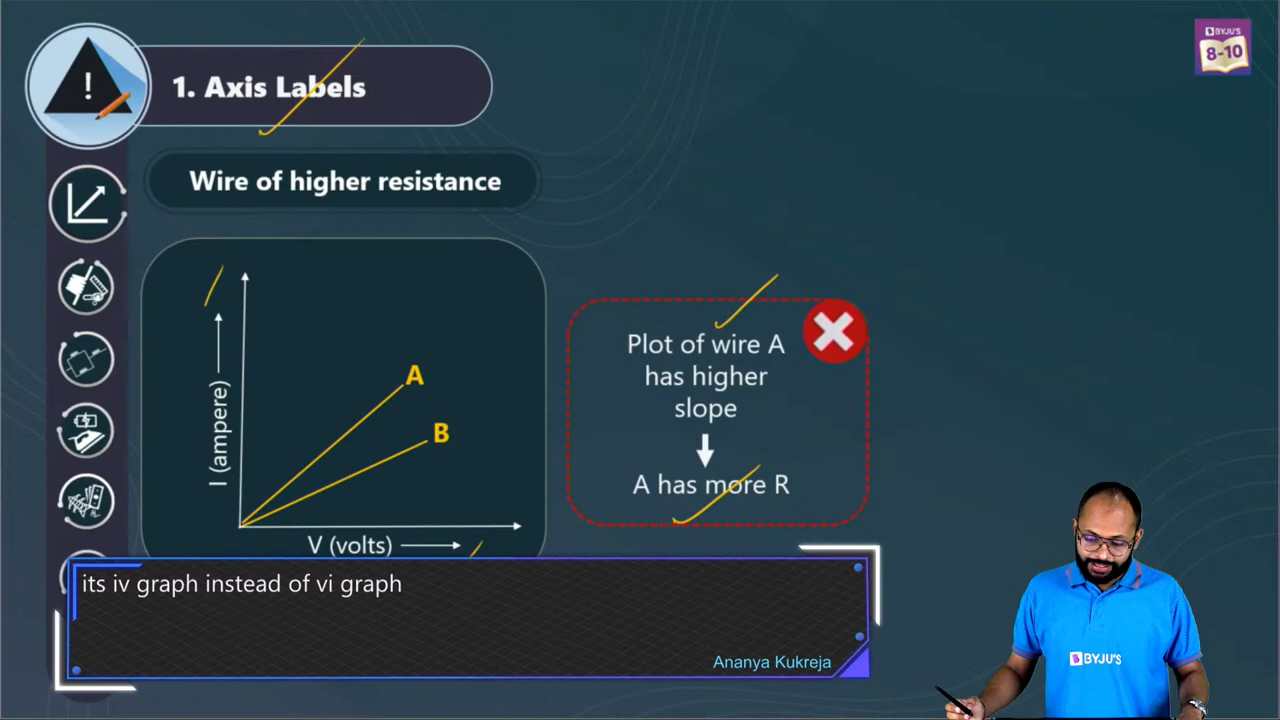 1. Axis Labels
BYJU'S
8-10
Wire of higher resistance
I (ampere)
A
B
V (volts)
Plot of wire A
has higher
slope
A has more R
its iv graph instead of vi graph
Ananya Kukreja
BYJU'S